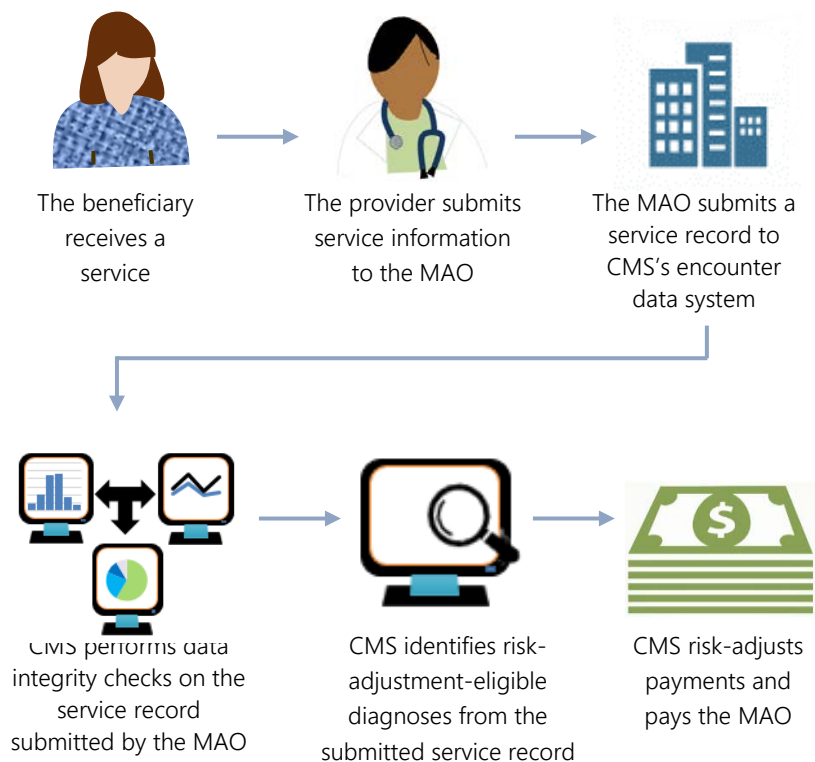 The beneficiary
receives a
service
The provider submits
service information
to the MAO
The MAO submits a
service record to
CMS's encounter
data system
CMS performs data
integrity checks on the
service record
submitted by the MAO
CMS identifies risk-
adjustment-eligible
diagnoses from the
submitted service record
$
CMS risk-adjusts
payments and
pays the MAO